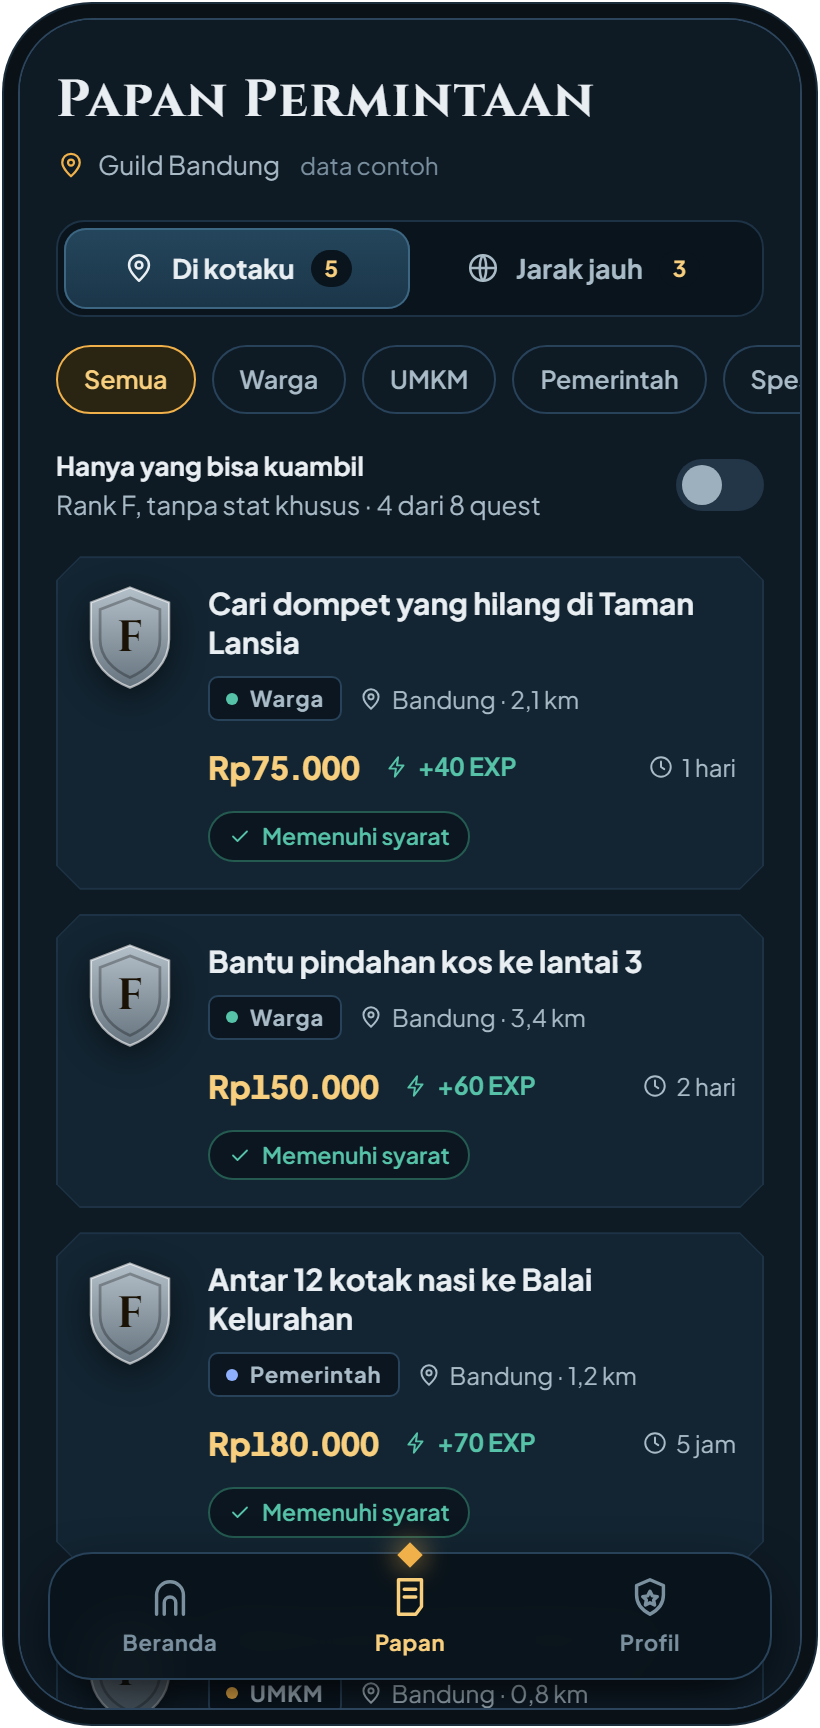 Papan Permintaan
Guild Bandung data contoh
Di kotaku 5 Jarak jauh 3
Semua Warga UMKM Pemerintah Spe
Hanya yang bisa kuambil
Rank F, tanpa stat khusus · 4 dari 8 quest
F
Cari dompet yang hilang di Taman
Lansia
Warga Bandung · 2,1 km
Rp75.000 +40 EXP 1 hari
Memenuhi syarat
F
Bantu pindahan kos ke lantai 3
Warga Bandung · 3,4 km
Rp150.000 +60 EXP 2 hari
Memenuhi syarat
F
Antar 12 kotak nasi ke Balai
Kelurahan
Pemerintah Bandung · 1,2 km
Rp180.000 +70 EXP 5 jam
Memenuhi syarat
Beranda Papan Profil
UMKM Bandung · 0,8 km